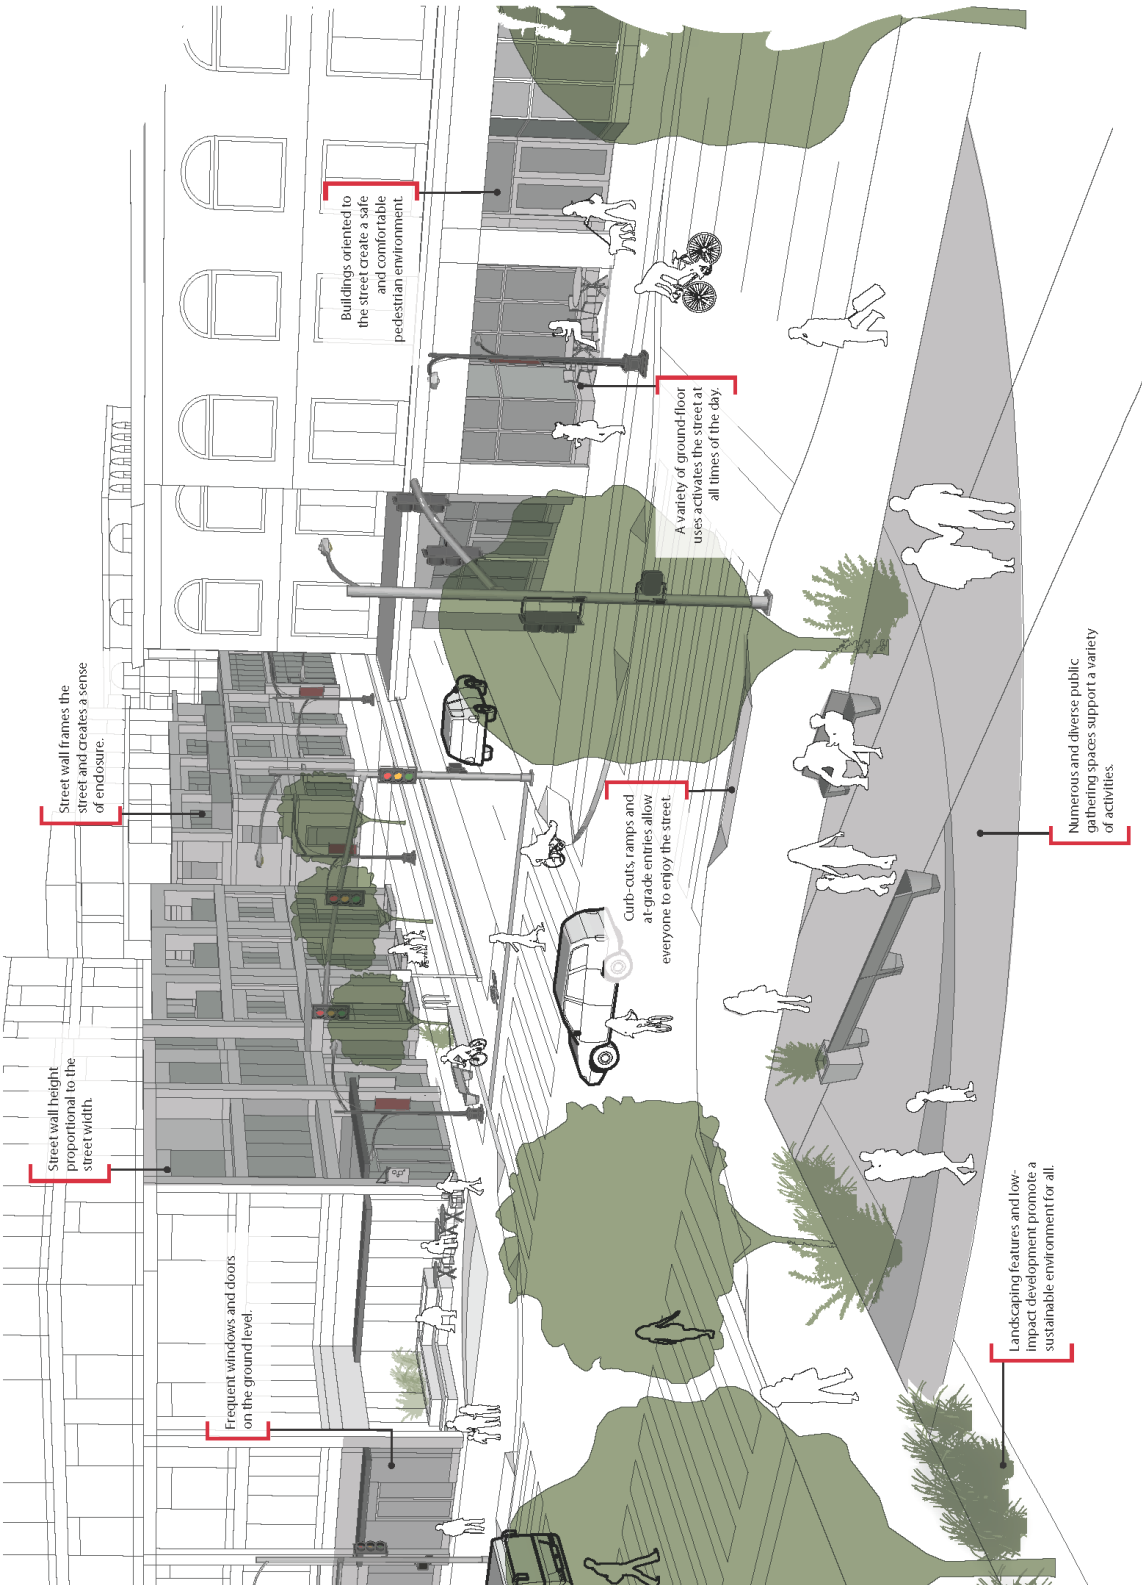 Street wall height
proportional to the
street width.
Frequent windows and doors
on the ground level.
Street wall frames the
street and creates a sense
of enclosure.
Buildings oriented to
the street create a safe
and comfortable
pedestrian environment.
A variety of ground-floor
uses activates the street at
all times of the day.
Curb-cuts, ramps and
at-grade entries allow
everyone to enjoy the street.
Landscaping features and low-
impact development promote a
sustainable environment for all.
Numerous and diverse public
gathering spaces support a variety
of activities.